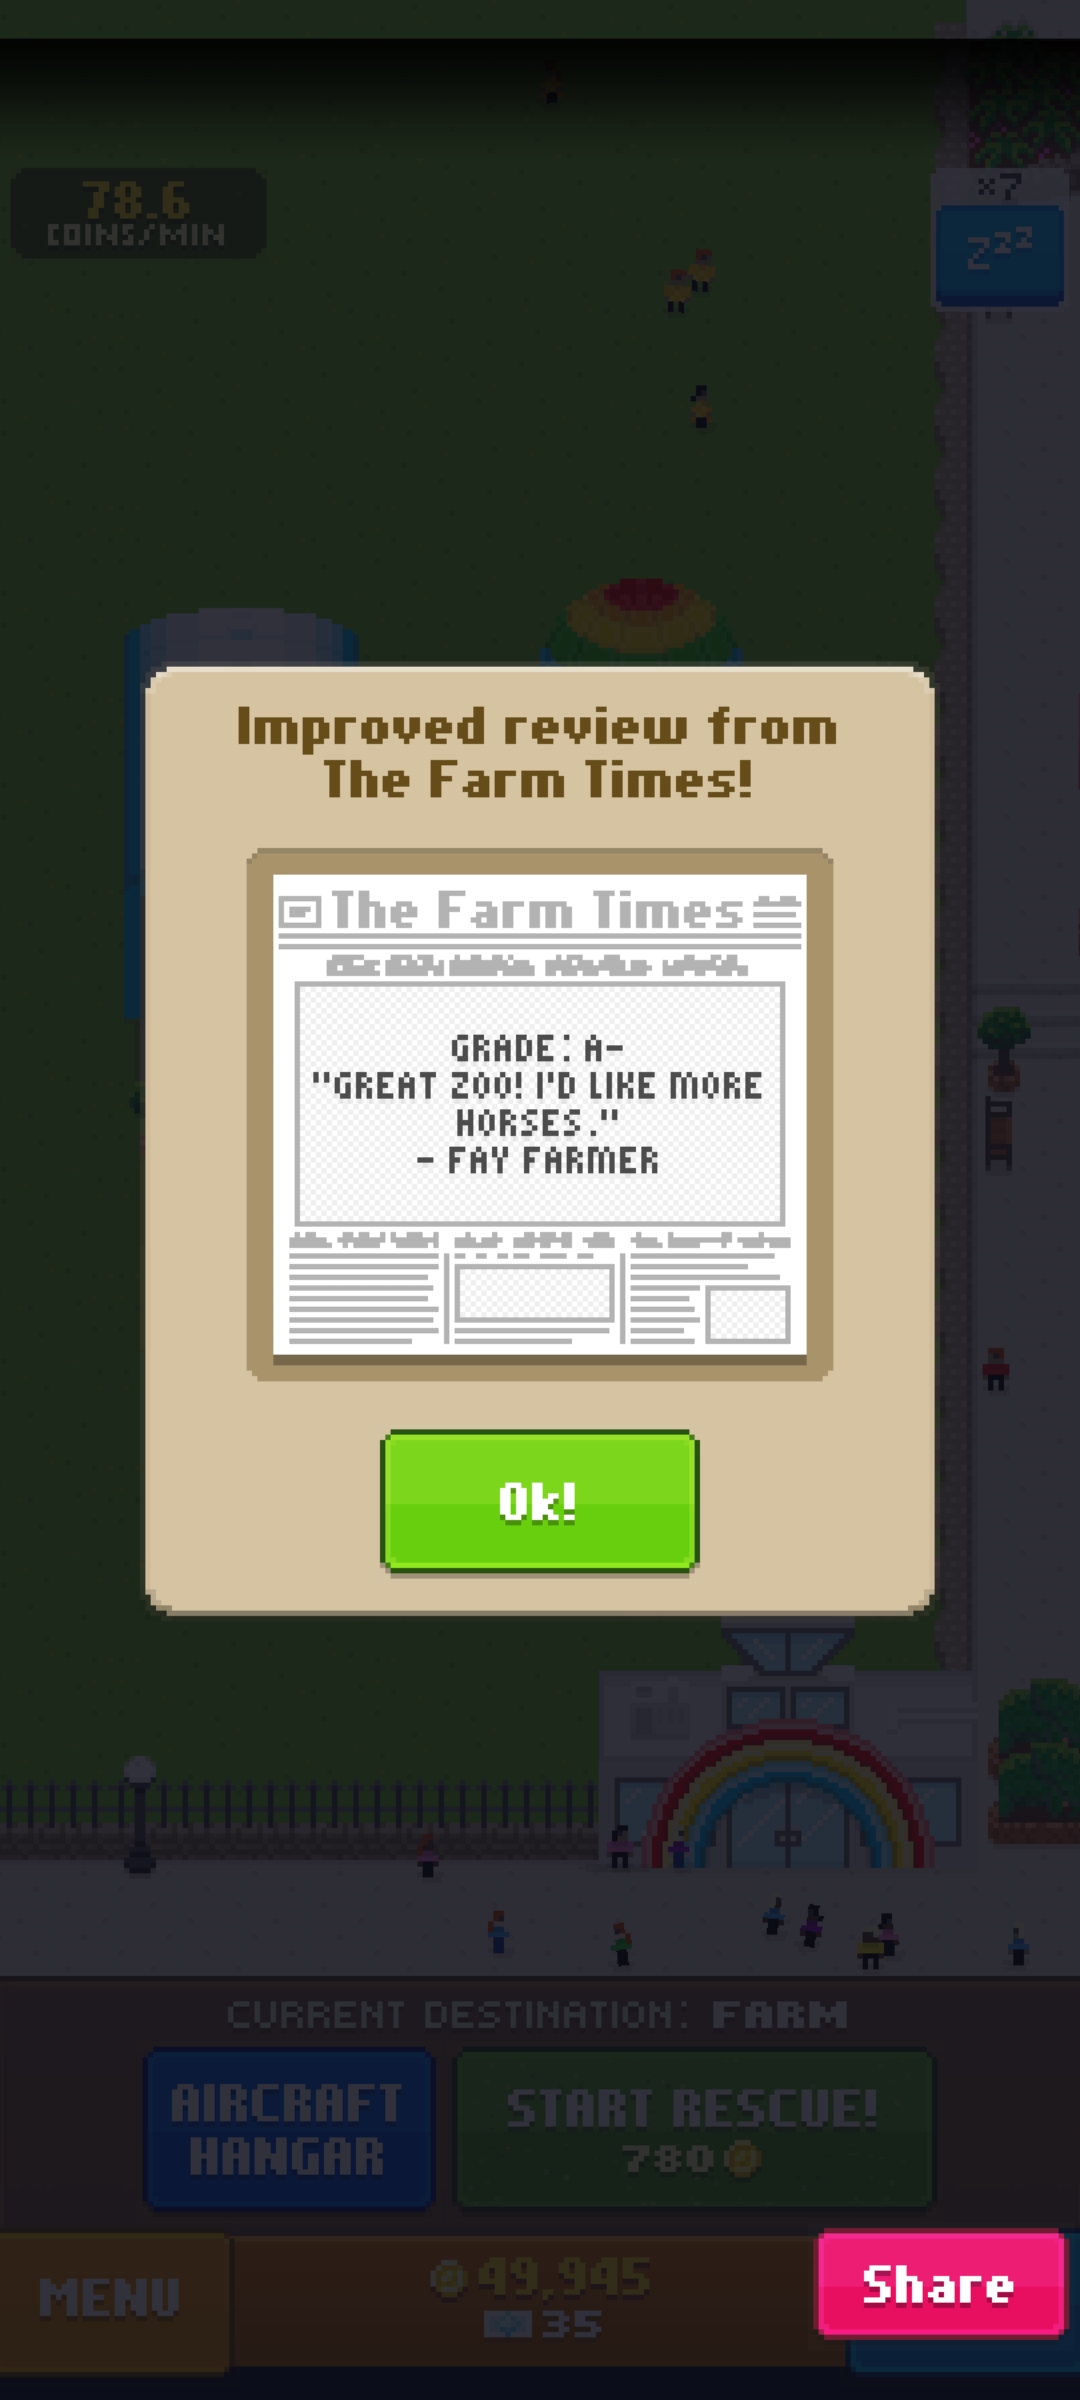 78.6
COINS/MIN
x7
zzz
Improved review from
The Farm Times!
The Farm Times
GRADE: A-
"GREAT ZOO! I'D LIKE MORE
HORSES."
- FAY FARMER
Ok!
CURRENT DESTINATION: FARM
AIRCRAFT
HANGAR
START RESCUE!
780
MENU
49,945
35
Share